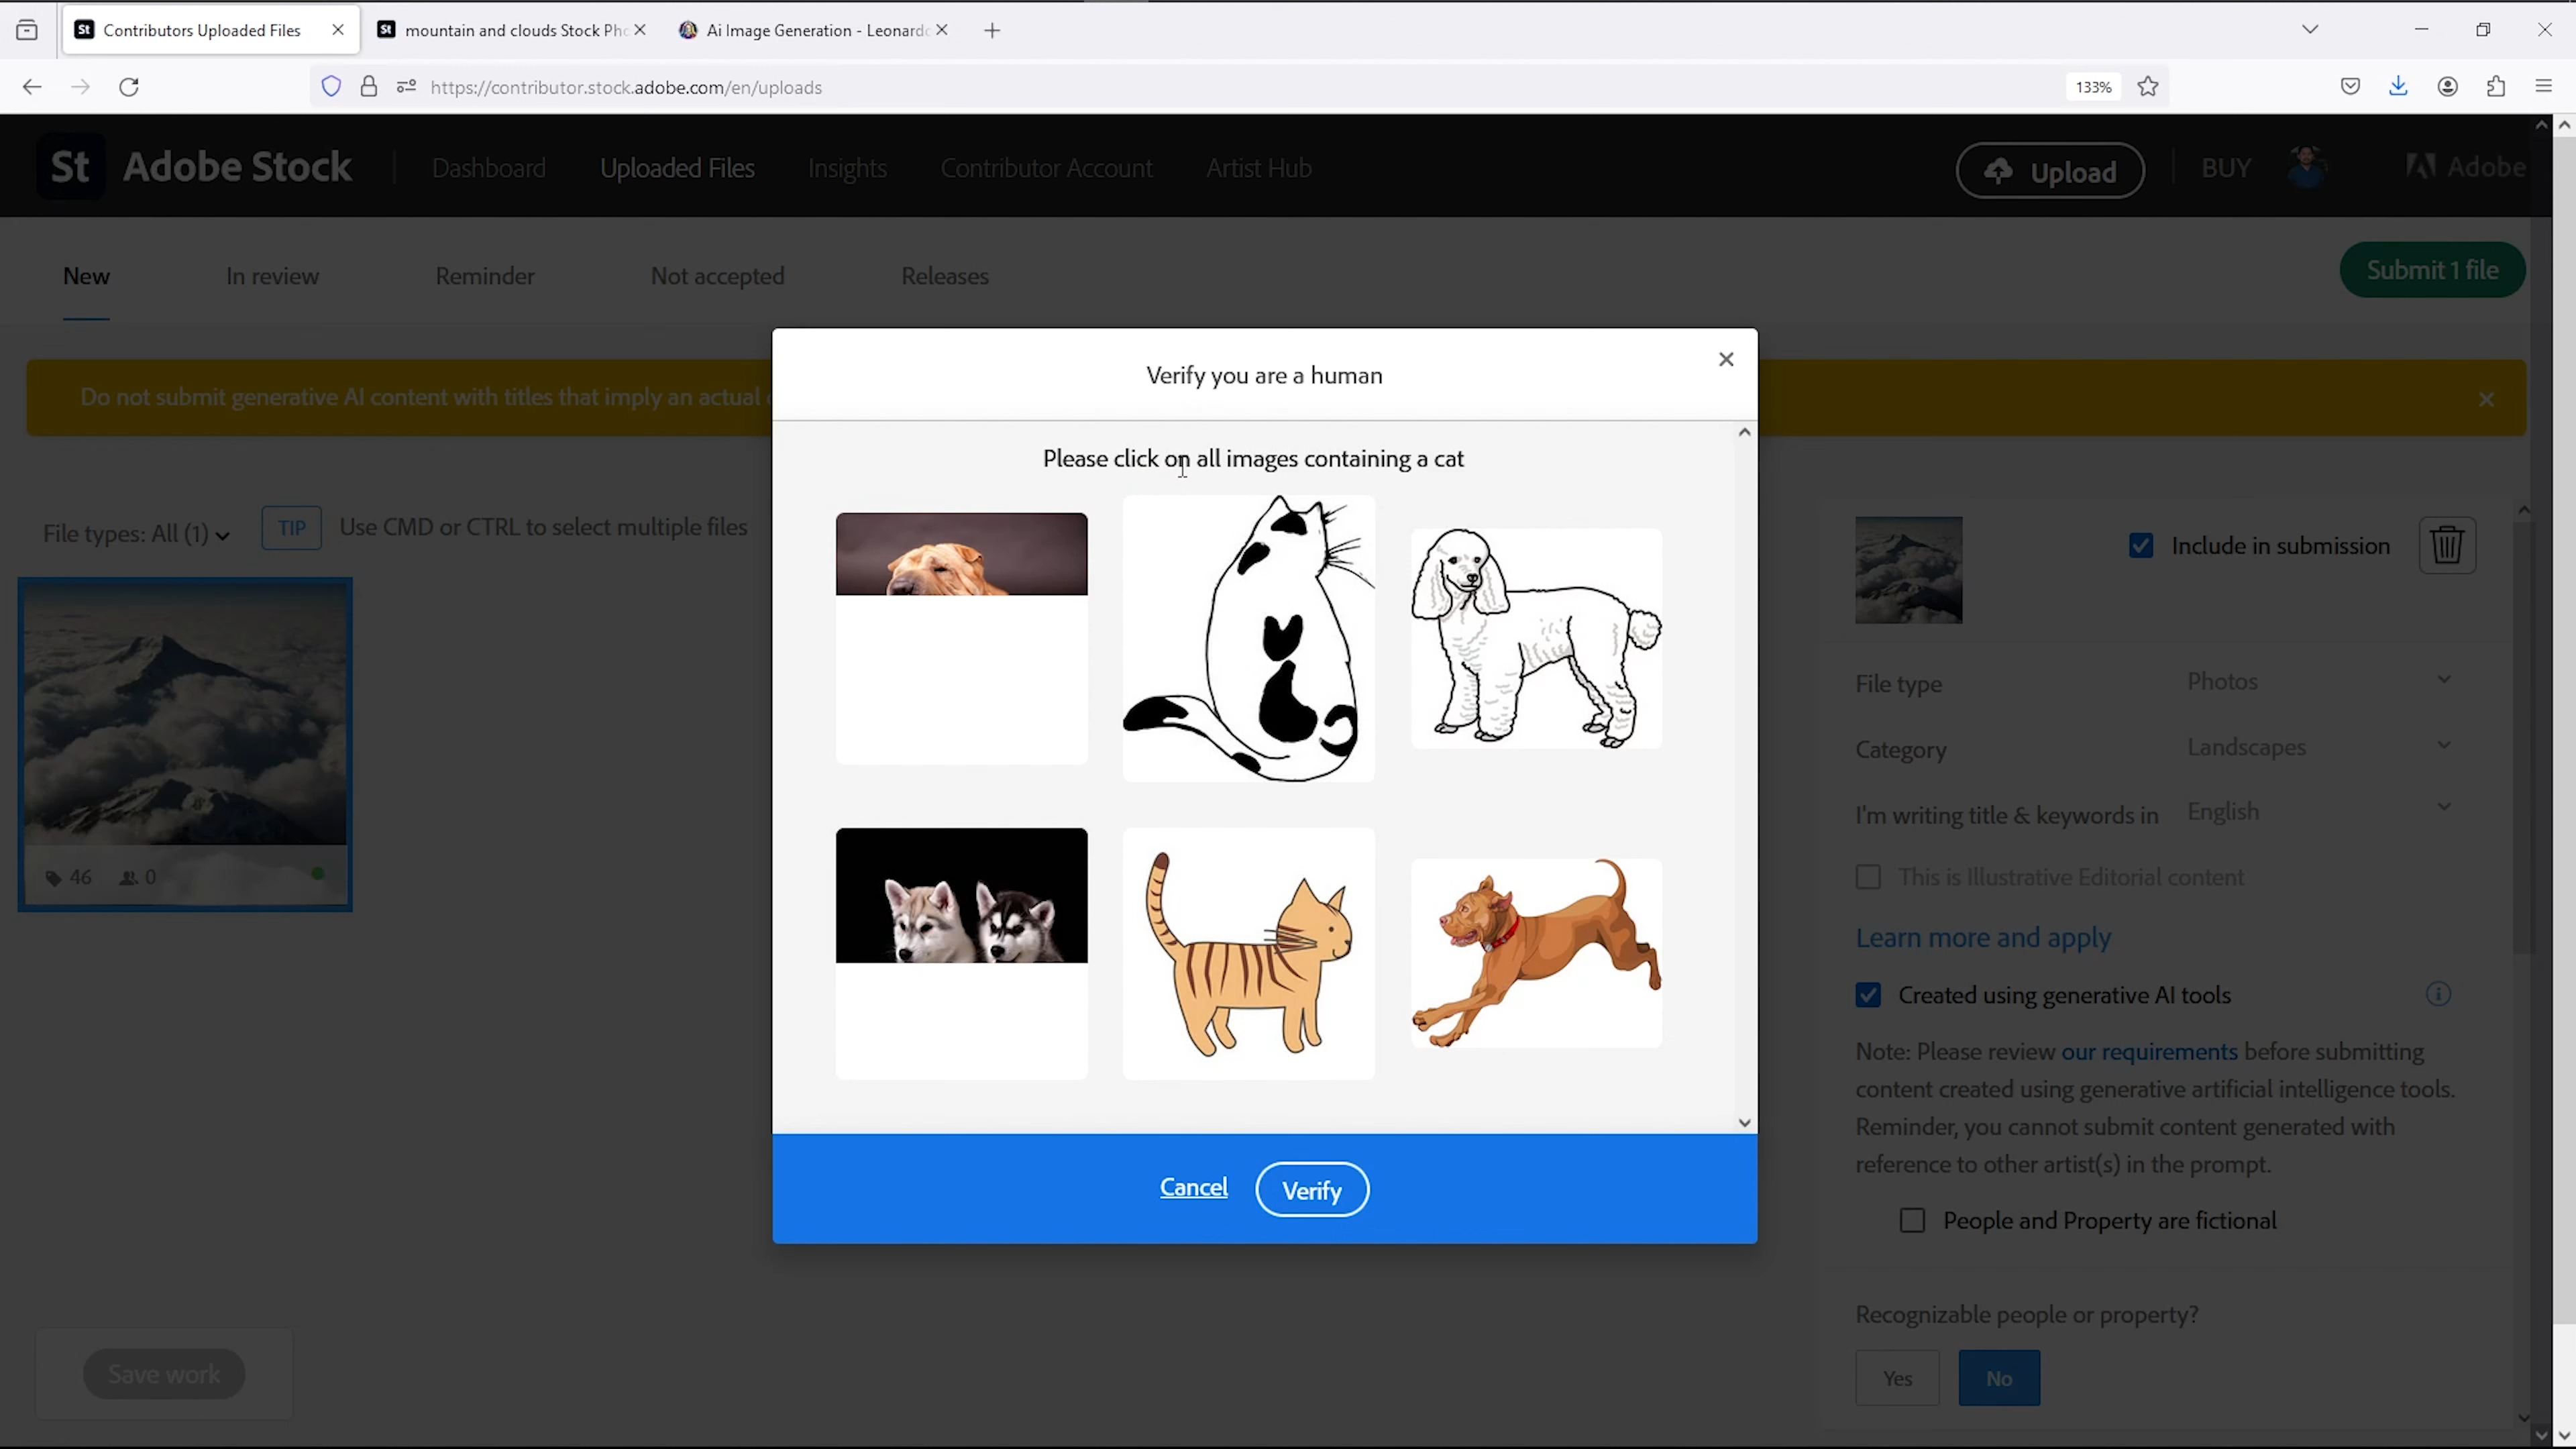 Contributors Uploaded Files
mountain and clouds Stock Pho
Ai Image Generation - Leonardo
https://contributor.stock.adobe.com/en/uploads
133%
St Adobe Stock
Dashboard
Uploaded Files
Insights
Contributor Account
Artist Hub
Upload
BUY
Adobe
New
In review
Reminder
Not accepted
Releases
Submit 1 file
Do not submit generative AI content with titles that imply an actual
Verify you are a human
Please click on all images containing a cat
Cancel
Verify
File types: All (1)
TIP
Use CMD or CTRL to select multiple files
46
0
Save work
Include in submission
File type
Photos
Category
Landscapes
I'm writing title & keywords in
English
This is Illustrative Editorial content
Learn more and apply
Created using generative AI tools
Note: Please review our requirements before submitting
content created using generative artificial intelligence tools.
Reminder, you cannot submit content generated with
reference to other artist(s) in the prompt.
People and Property are fictional
Recognizable people or property?
Yes
No